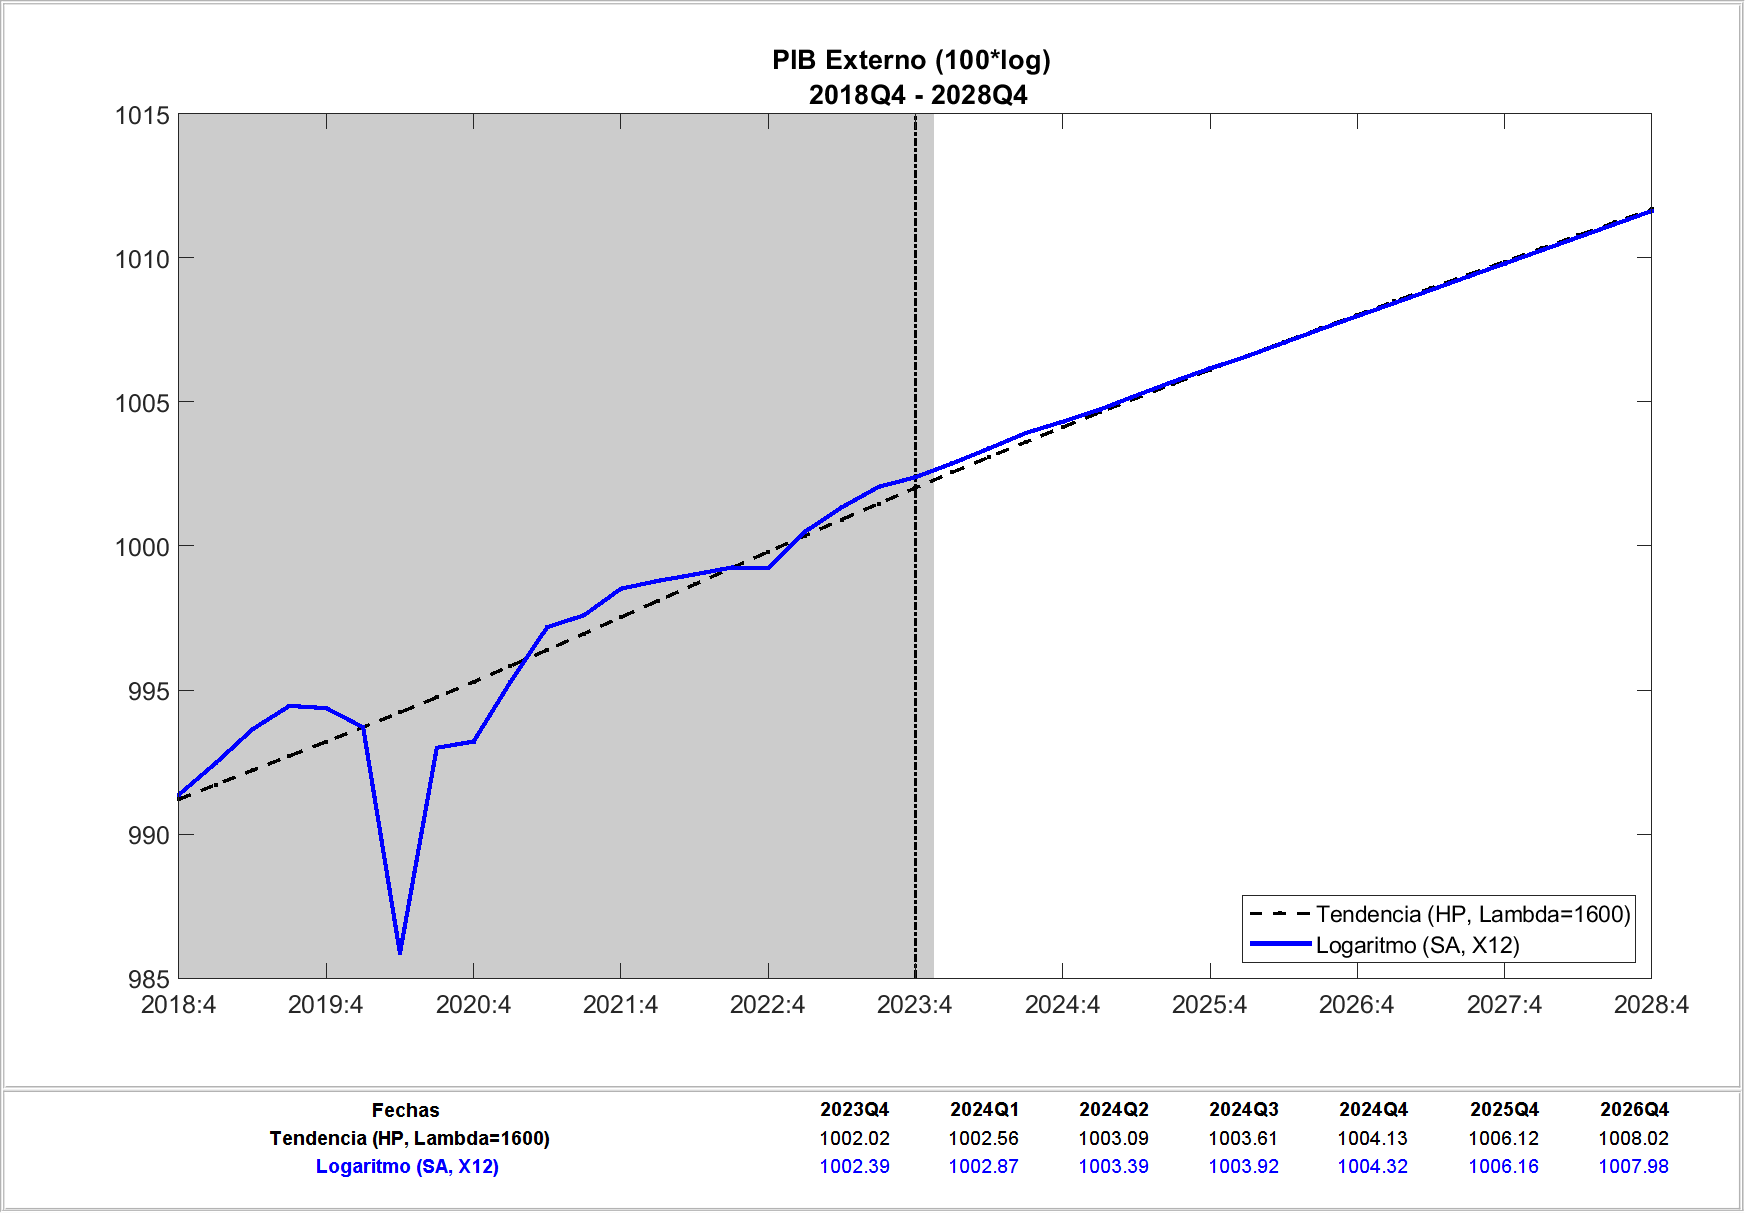 PIB Externo (100*log)
2018Q4 - 2028Q4
1015
1010
1005
1000
995
990
985
2018:4 2019:4 2020:4 2021:4 2022:4 2023:4 2024:4 2025:4 2026:4 2027:4 2028:4
Tendencia (HP, Lambda=1600)
Logaritmo (SA, X12)
Fechas 2023Q4 2024Q1 2024Q2 2024Q3 2024Q4 2025Q4 2026Q4
Tendencia (HP, Lambda=1600) 1002.02 1002.56 1003.09 1003.61 1004.13 1006.12 1008.02
Logaritmo (SA, X12) 1002.39 1002.87 1003.39 1003.92 1004.32 1006.16 1007.98